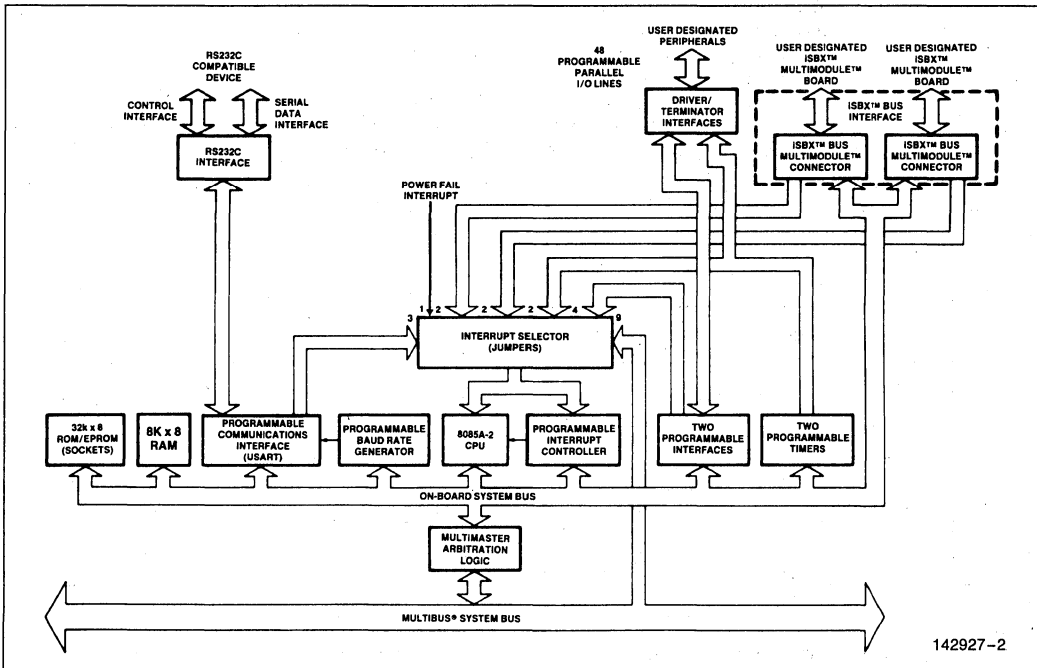 RS232C
COMPATIBLE
DEVICE
CONTROL
INTERFACE
SERIAL
DATA
INTERFACE
RS232C
INTERFACE
48
PROGRAMMABLE
PARALLEL
I/O LINES
USER DESIGNATED
PERIPHERALS
DRIVER/
TERMINATOR
INTERFACES
USER DESIGNATED
iSBX™
MULTIMODULE™
BOARD
USER DESIGNATED
iSBX™
MULTIMODULE™
BOARD
iSBX™ BUS
INTERFACE
iSBX™ BUS
MULTIMODULE™
CONNECTOR
iSBX™ BUS
MULTIMODULE™
CONNECTOR
POWER FAIL
INTERRUPT
3
1
2
2
2
4
9
INTERRUPT SELECTOR
(JUMPERS)
32k x 8
ROM/EPROM
(SOCKETS)
8K x 8
RAM
PROGRAMMABLE
COMMUNICATIONS
INTERFACE
(USART)
PROGRAMMABLE
BAUD RATE
GENERATOR
8085A-2
CPU
PROGRAMMABLE
INTERRUPT
CONTROLLER
TWO
PROGRAMMABLE
INTERFACES
TWO
PROGRAMMABLE
TIMERS
ON-BOARD SYSTEM BUS
MULTIMASTER
ARBITRATION
LOGIC
MULTIBUS® SYSTEM BUS
142927-2